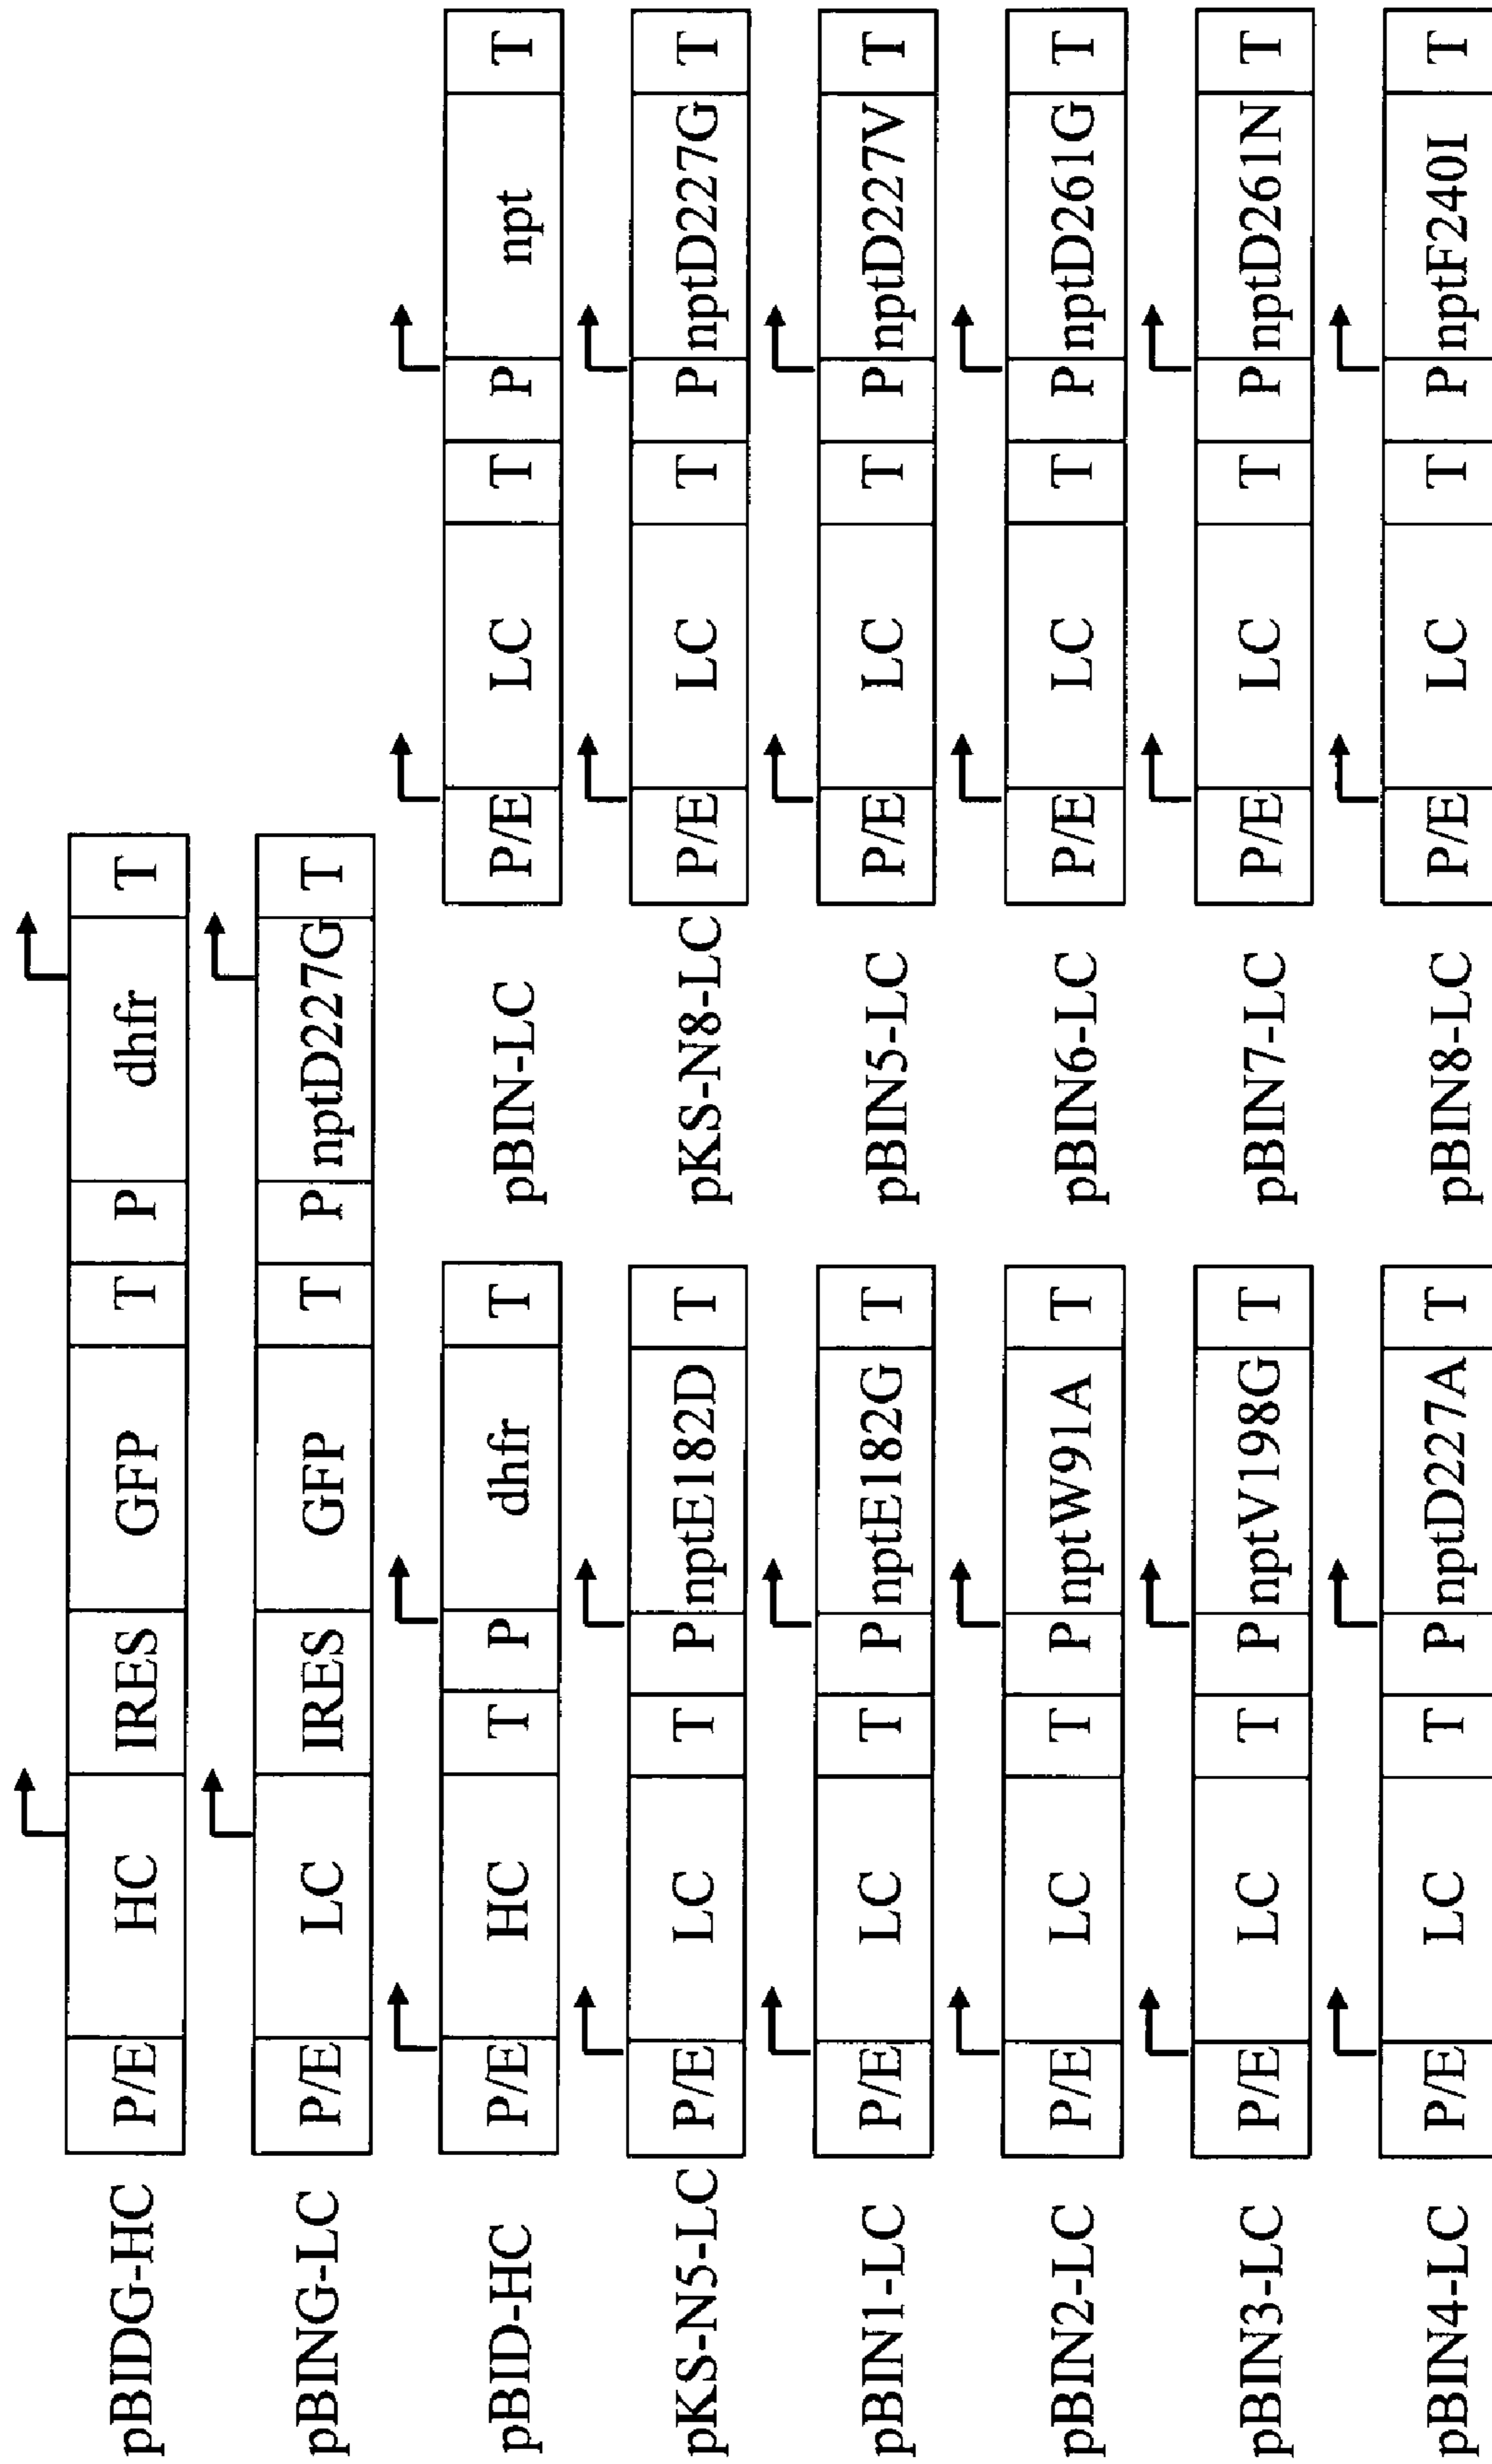 pBIDG-HC P/E HC IRES GFP T P dhfr T
pBING-LC P/E LC IRES GFP T P nptD227G T
pBID-HC P/E HC T P dhfr T
pBIN-LC P/E LC T P npt T
pKS-N5-LC P/E LC T P nptE182D T
pKS-N8-LC P/E LC T P nptD227G T
pBIN1-LC P/E LC T P nptE182G T
pBIN5-LC P/E LC T P nptD227V T
pBIN2-LC P/E LC T P nptW91A T
pBIN6-LC P/E LC T P nptD261G T
pBIN3-LC P/E LC T P nptV198G T
pBIN7-LC P/E LC T P nptD261N T
pBIN4-LC P/E LC T P nptD227A T
pBIN8-LC P/E LC T P nptF240I T